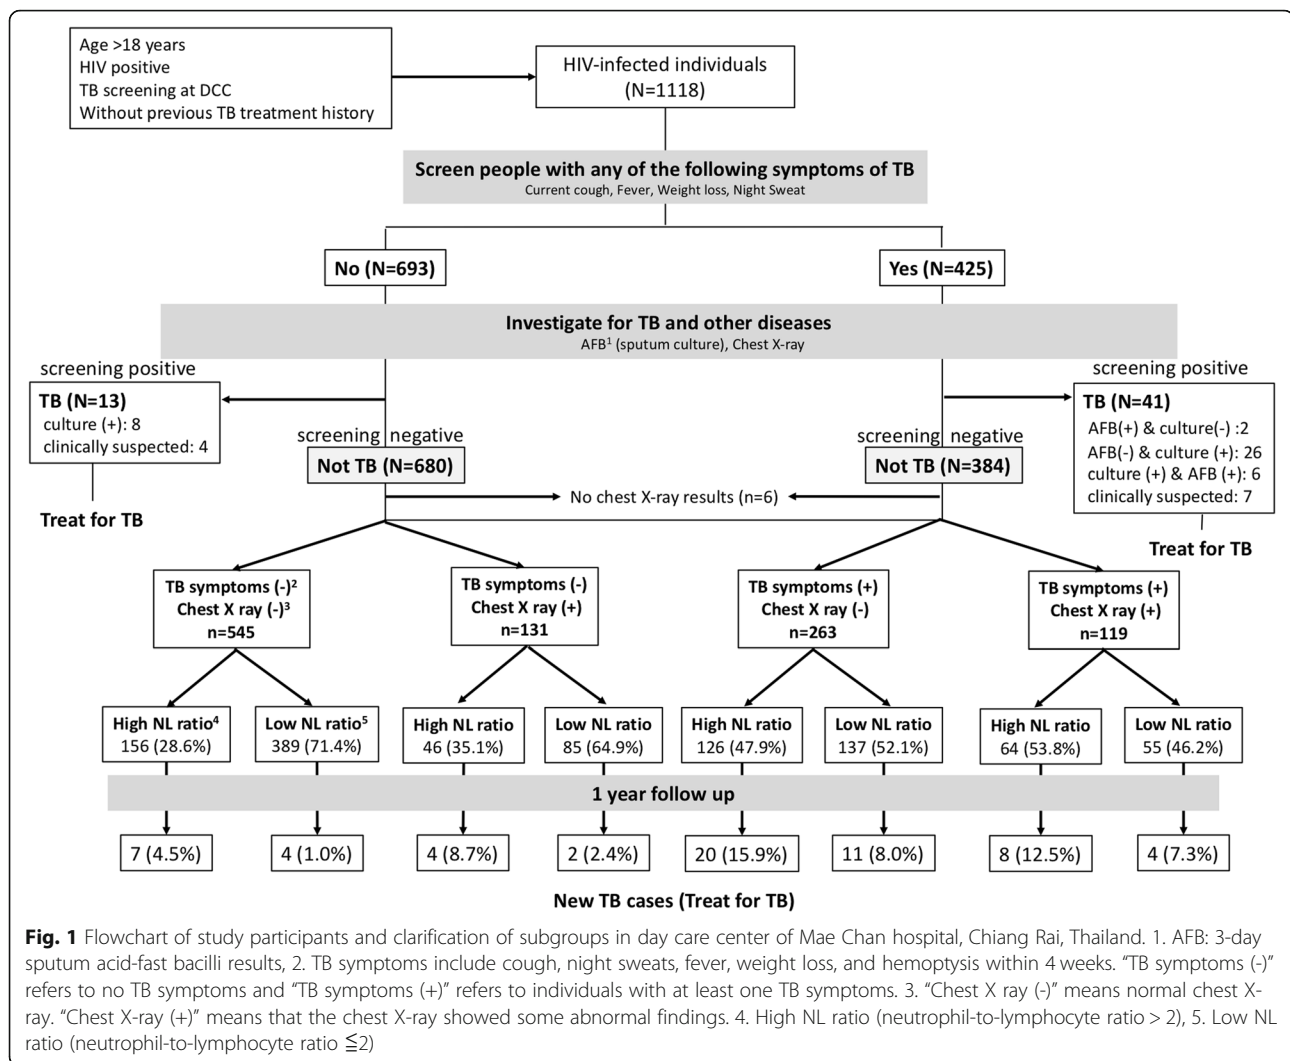 Age >18 years
HIV positive
TB screening at DCC
Without previous TB treatment history
HIV-infected individuals
(N=1118)
Screen people with any of the following symptoms of TB
Current cough, Fever, Weight loss, Night Sweat
No (N=693)
Yes (N=425)
Investigate for TB and other diseases
AFB¹ (sputum culture), Chest X-ray
screening positive
TB (N=13)
culture (+): 8
clinically suspected: 4
Treat for TB
screening positive
TB (N=41)
AFB(+) & culture(-) :2
AFB(-) & culture (+): 26
culture (+) & AFB (+): 6
clinically suspected: 7
Treat for TB
screening negative
Not TB (N=680)
screening negative
Not TB (N=384)
No chest X-ray results (n=6)
TB symptoms (-)²
Chest X ray (-)³
n=545
TB symptoms (-)
Chest X ray (+)
n=131
TB symptoms (+)
Chest X ray (-)
n=263
TB symptoms (+)
Chest X ray (+)
n=119
High NL ratio⁴
156 (28.6%)
Low NL ratio⁵
389 (71.4%)
High NL ratio
46 (35.1%)
Low NL ratio
85 (64.9%)
High NL ratio
126 (47.9%)
Low NL ratio
137 (52.1%)
High NL ratio
64 (53.8%)
Low NL ratio
55 (46.2%)
1 year follow up
7 (4.5%)
4 (1.0%)
4 (8.7%)
2 (2.4%)
20 (15.9%)
11 (8.0%)
8 (12.5%)
4 (7.3%)
New TB cases (Treat for TB)
Fig. 1 Flowchart of study participants and clarification of subgroups in day care center of Mae Chan hospital, Chiang Rai, Thailand. 1. AFB: 3-day
sputum acid-fast bacilli results, 2. TB symptoms include cough, night sweats, fever, weight loss, and hemoptysis within 4 weeks. "TB symptoms (-)"
refers to no TB symptoms and "TB symptoms (+)" refers to individuals with at least one TB symptoms. 3. "Chest X ray (-)" means normal chest X-
ray. "Chest X-ray (+)" means that the chest X-ray showed some abnormal findings. 4. High NL ratio (neutrophil-to-lymphocyte ratio > 2), 5. Low NL
ratio (neutrophil-to-lymphocyte ratio ≦2)